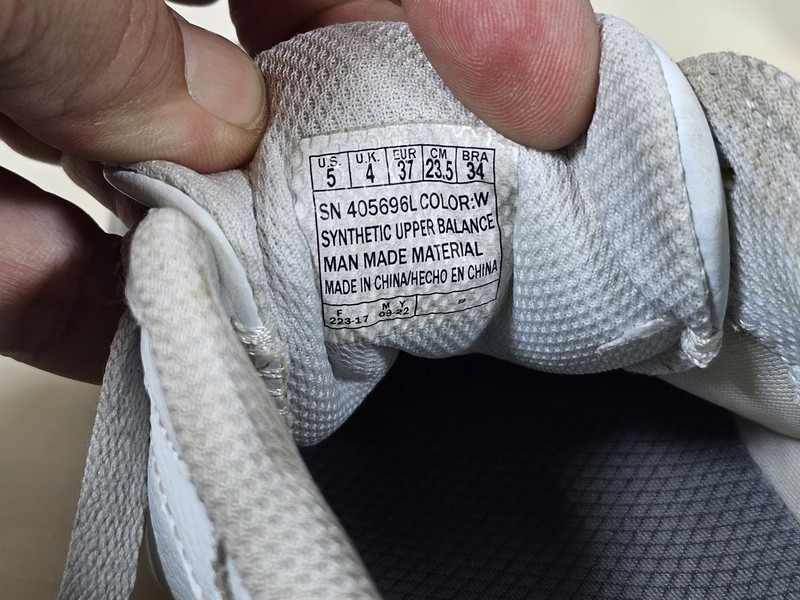 U.S. U.K. EUR CM BRA
5 4 37 23.5 34
SN 405696L COLOR:W
SYNTHETIC UPPER BALANCE
MAN MADE MATERIAL
MADE IN CHINA/HECHO EN CHINA
F M Y
223-17 09-22